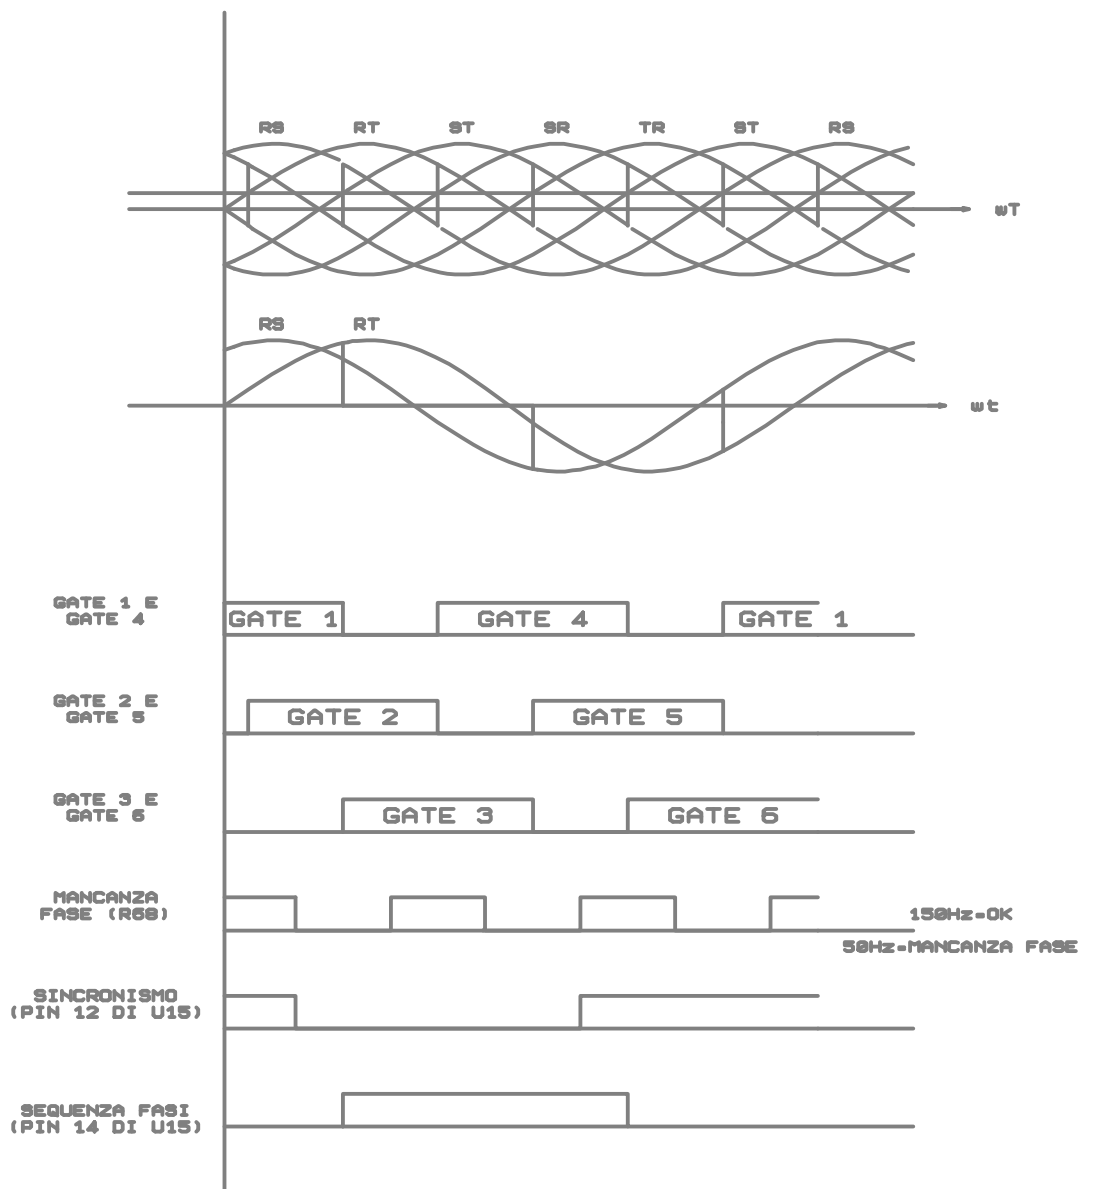 RS RT ST SR TR ST RS
wT
RS RT
wt
GATE 1 E
GATE 4
GATE 1 GATE 4 GATE 1
GATE 2 E
GATE 5
GATE 2 GATE 5
GATE 3 E
GATE 6
GATE 3 GATE 6
MANCANZA
FASE (R68)
150Hz=OK
50Hz=MANCANZA FASE
SINCRONISMO
(PIN 12 DI U15)
SEQUENZA FASI
(PIN 14 DI U15)